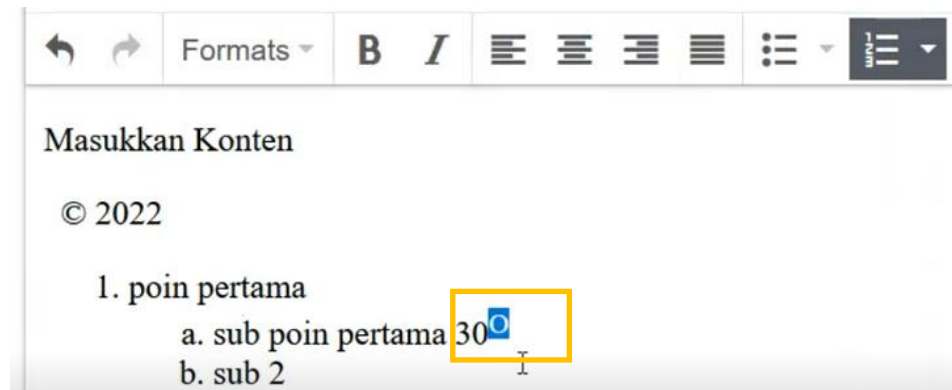 Formats B I
Masukkan Konten
© 2022
1. poin pertama
a. sub poin pertama 30ᴼ
b. sub 2